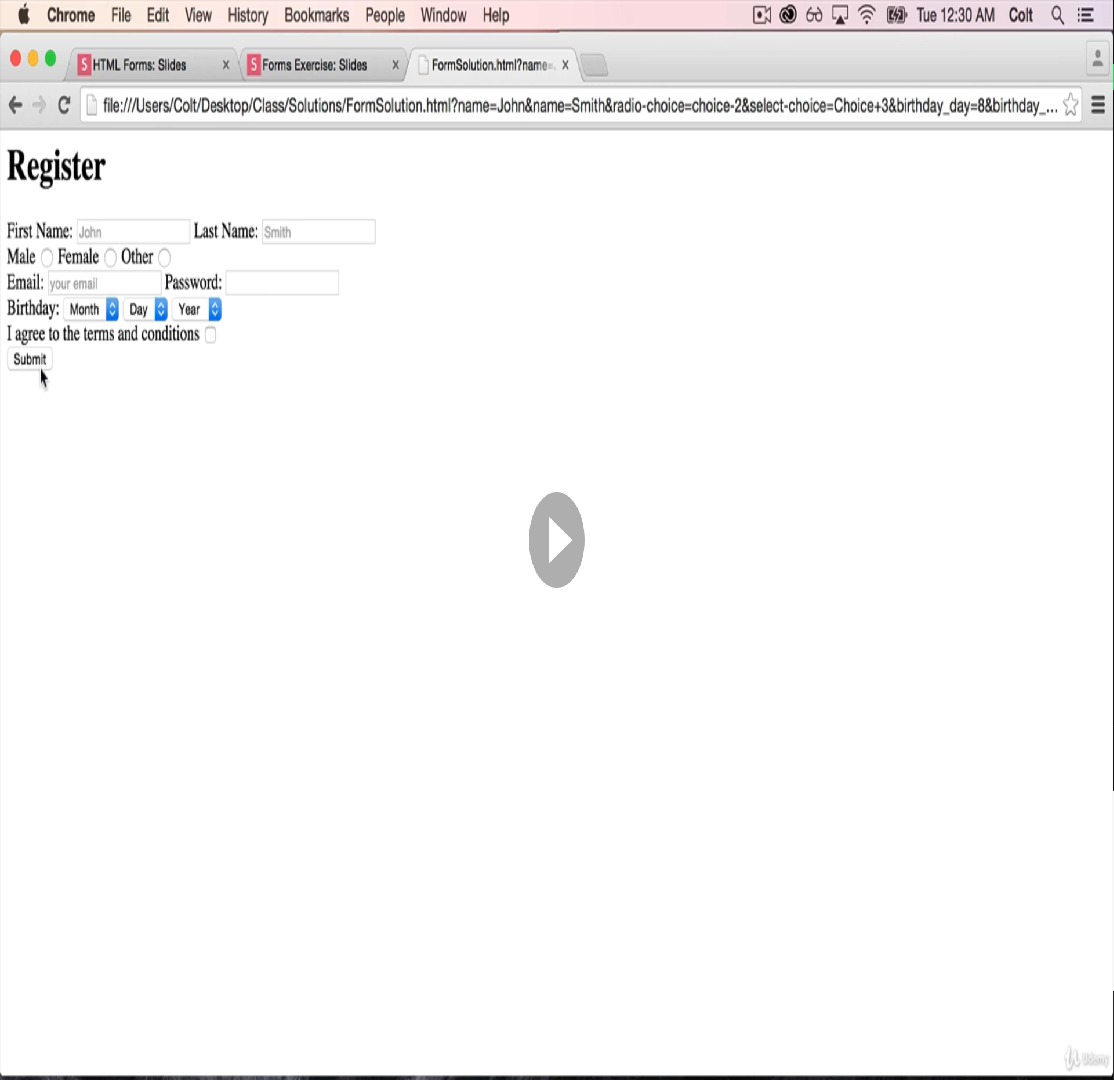 Chrome File Edit View History Bookmarks People Window Help Tue 12:30 AM Colt
S HTML Forms: Slides x S Forms Exercise: Slides x FormSolution.html?name=. x
file:///Users/Colt/Desktop/Class/Solutions/FormSolution.html?name=John&name=Smith&radio-choice=choice-2&select-choice=Choice+3&birthday_day=8&birthday_...
Register
First Name: John Last Name: Smith
Male Female Other
Email: your email Password:
Birthday: Month Day Year
I agree to the terms and conditions
Submit
Udemy